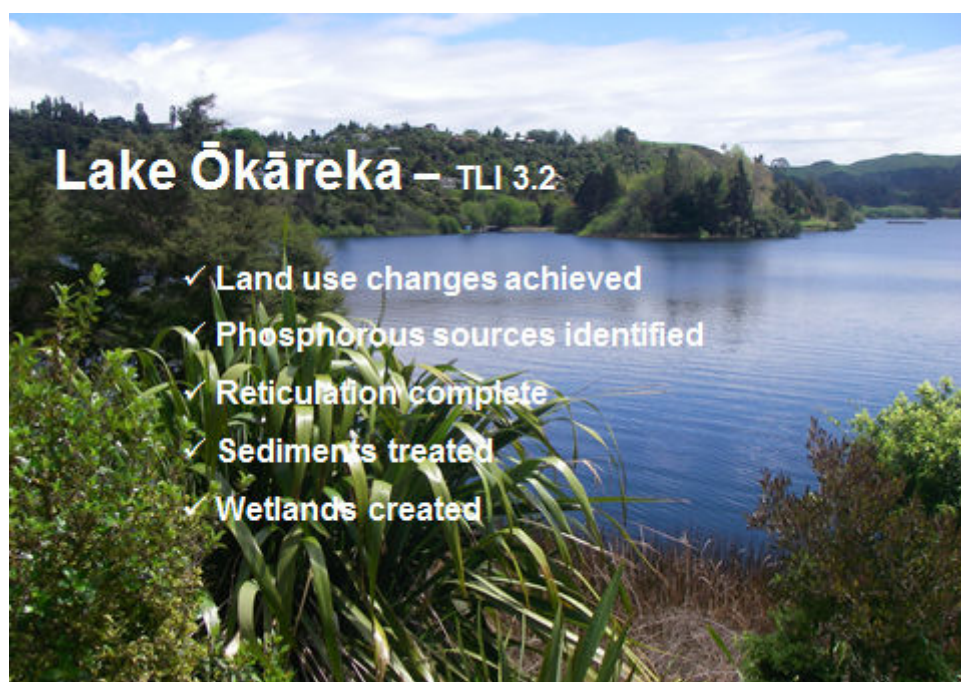 Lake Ōkāreka – TLI 3.2
✓ Land use changes achieved
✓ Phosphorous sources identified
✓ Reticulation complete
✓ Sediments treated
✓ Wetlands created